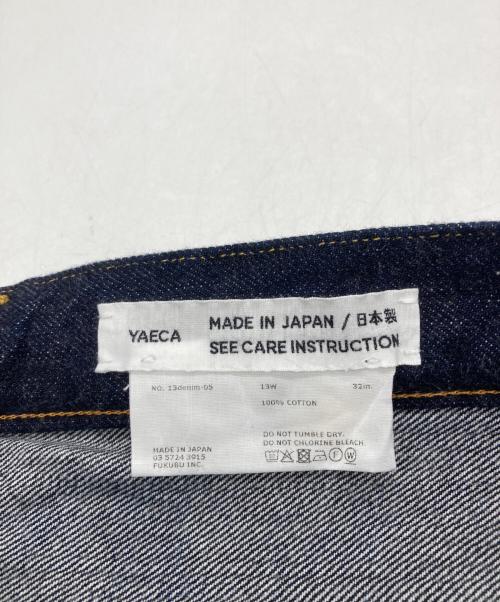 YAECA MADE IN JAPAN / 日本製
SEE CARE INSTRUCTION
NO. 13denim-05 13W 32in.
100% COTTON
DO NOT TUMBLE DRY.
DO NOT CHLORINE BLEACH.
MADE IN JAPAN
03 5724 3915
FUKUBU INC.
F W